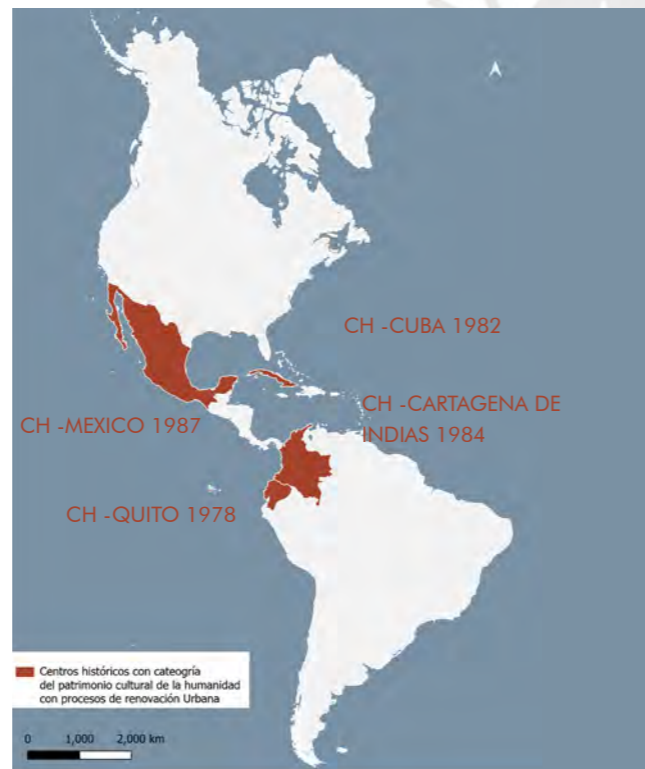 CH -CUBA 1982
CH -CARTAGENA DE
INDIAS 1984
CH -MEXICO 1987
CH -QUITO 1978
Centros históricos con cateogría
del patrimonio cultural de la humanidad
con procesos de renovación Urbana
0 1,000 2,000 km